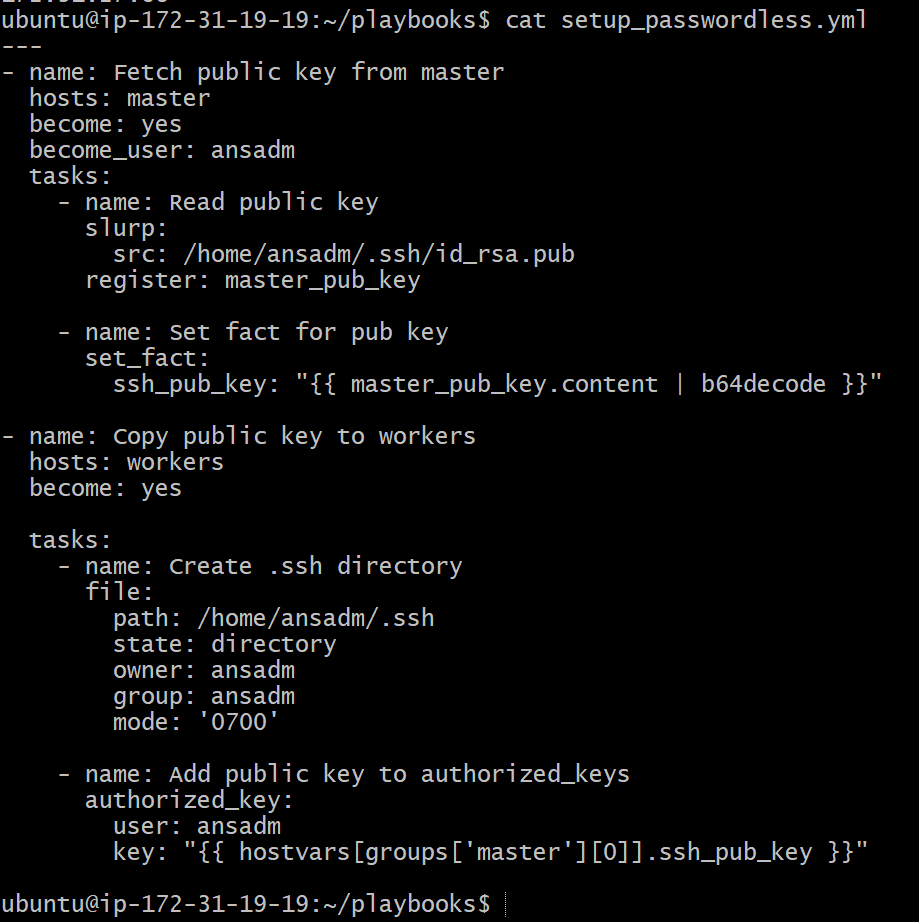 ubuntu@ip-172-31-19-19:~/playbooks$ cat setup_passwordless.yml
---
- name: Fetch public key from master
  hosts: master
  become: yes
  become_user: ansadm
  tasks:
    - name: Read public key
      slurp:
        src: /home/ansadm/.ssh/id_rsa.pub
      register: master_pub_key

    - name: Set fact for pub key
      set_fact:
        ssh_pub_key: "{{ master_pub_key.content | b64decode }}"

- name: Copy public key to workers
  hosts: workers
  become: yes

  tasks:
    - name: Create .ssh directory
      file:
        path: /home/ansadm/.ssh
        state: directory
        owner: ansadm
        group: ansadm
        mode: '0700'

    - name: Add public key to authorized_keys
      authorized_key:
        user: ansadm
        key: "{{ hostvars[groups['master'][0]].ssh_pub_key }}"

ubuntu@ip-172-31-19-19:~/playbooks$